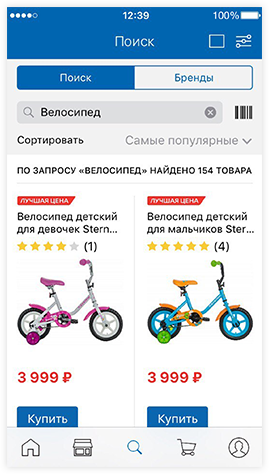 12:39
100%
Поиск
Поиск
Бренды
Велосипед
Сортировать
Самые популярные
ПО ЗАПРОСУ «ВЕЛОСИПЕД» НАЙДЕНО 154 ТОВАРА
ЛУЧШАЯ ЦЕНА
Велосипед детский
для девочек Stern...
(1)
3 999 ₽
Купить
ЛУЧШАЯ ЦЕНА
Велосипед детский
для мальчиков Ster...
(4)
3 999 ₽
Купить